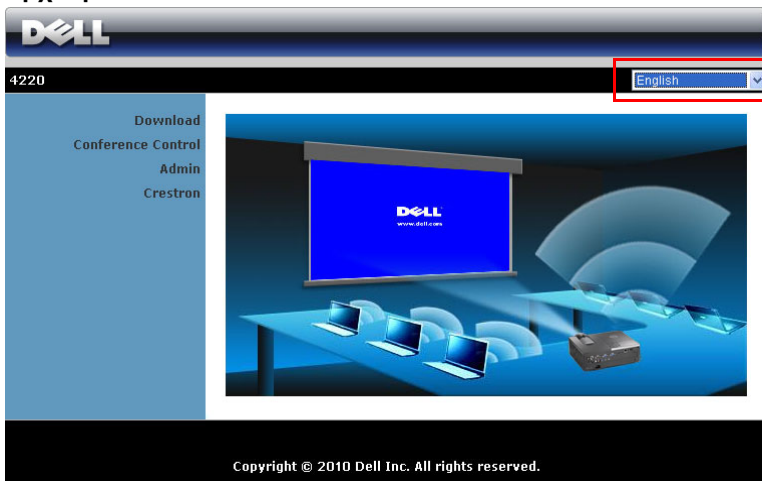 DELL
4220
English
Download
Conference Control
Admin
Crestron
DELL
www.dell.com
Copyright © 2010 Dell Inc. All rights reserved.